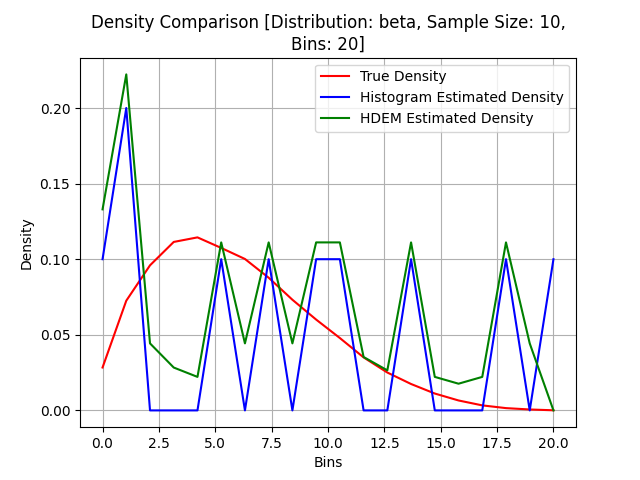 Density Comparison [Distribution: beta, Sample Size: 10,
Bins: 20]
True Density
Histogram Estimated Density
HDEM Estimated Density
Density
0.20
0.15
0.10
0.05
0.00
0.0 2.5 5.0 7.5 10.0 12.5 15.0 17.5 20.0
Bins